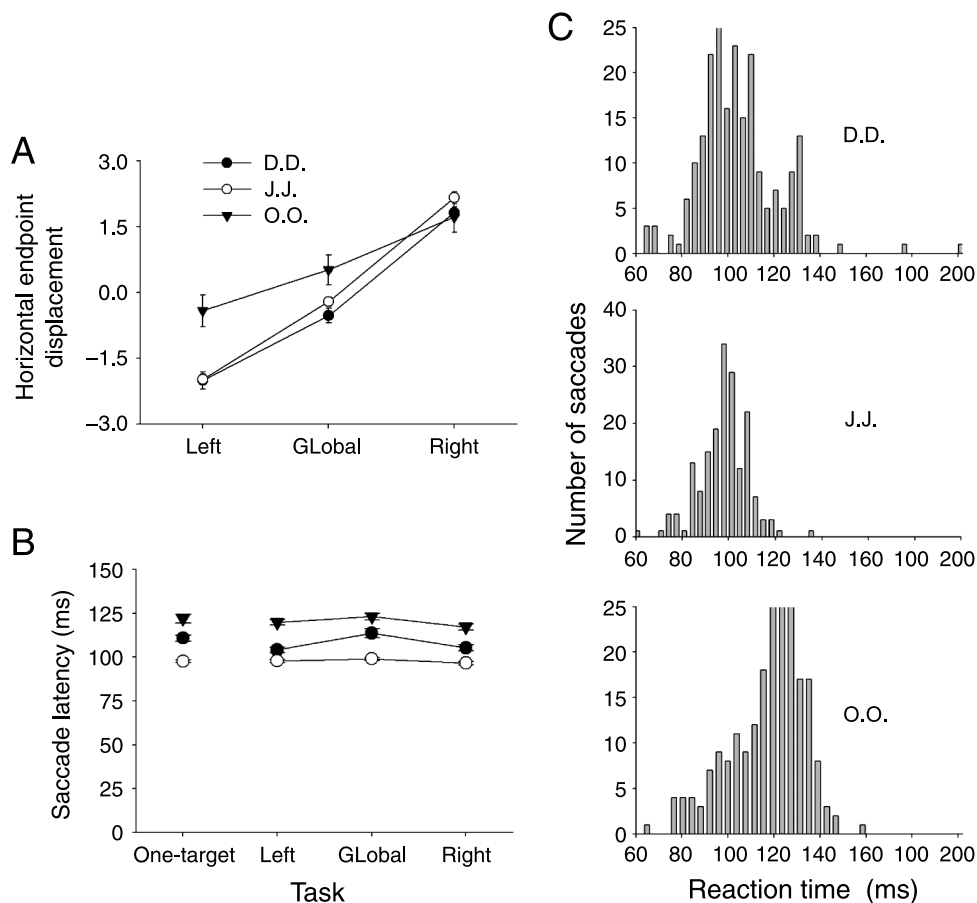 A
D.D.
J.J.
O.O.
Horizontal endpoint
displacement
3.0
1.5
0.0
−1.5
−3.0
Left
GLobal
Right
B
Saccade latency (ms)
150
125
100
75
50
25
0
One-target
Left
GLobal
Right
Task
C
25
20
15
10
5
0
D.D.
60
80
100
120
140
160
180
200
Number of saccades
40
30
20
10
0
J.J.
60
80
100
120
140
100
160
200
25
20
15
10
5
0
O.O.
60
80
100
120
140
160
180
200
Reaction time (ms)